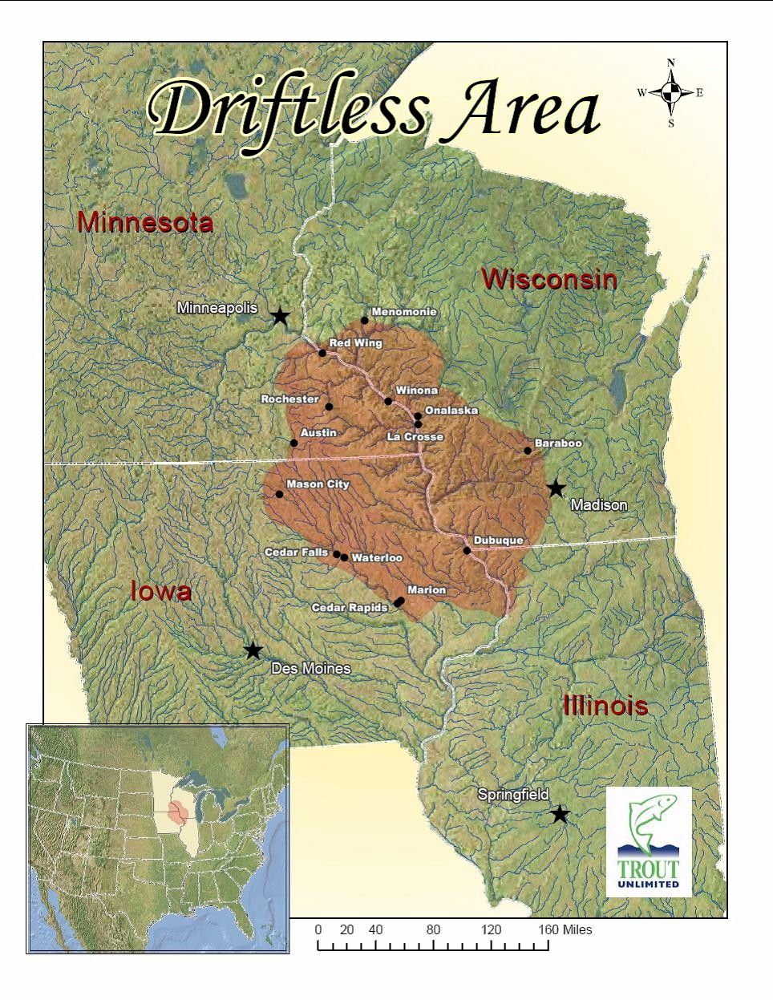 Driftless Area
N
W E
S
Minnesota
Wisconsin
Minneapolis
Menomonie
Red Wing
Rochester
Winona
Onalaska
Austin
La Crosse
Baraboo
Mason City
Madison
Dubuque
Cedar Falls
Waterloo
Iowa
Marion
Cedar Rapids
Des Moines
Illinois
Springfield
TROUT
UNLIMITED
0 20 40 80 120 160 Miles